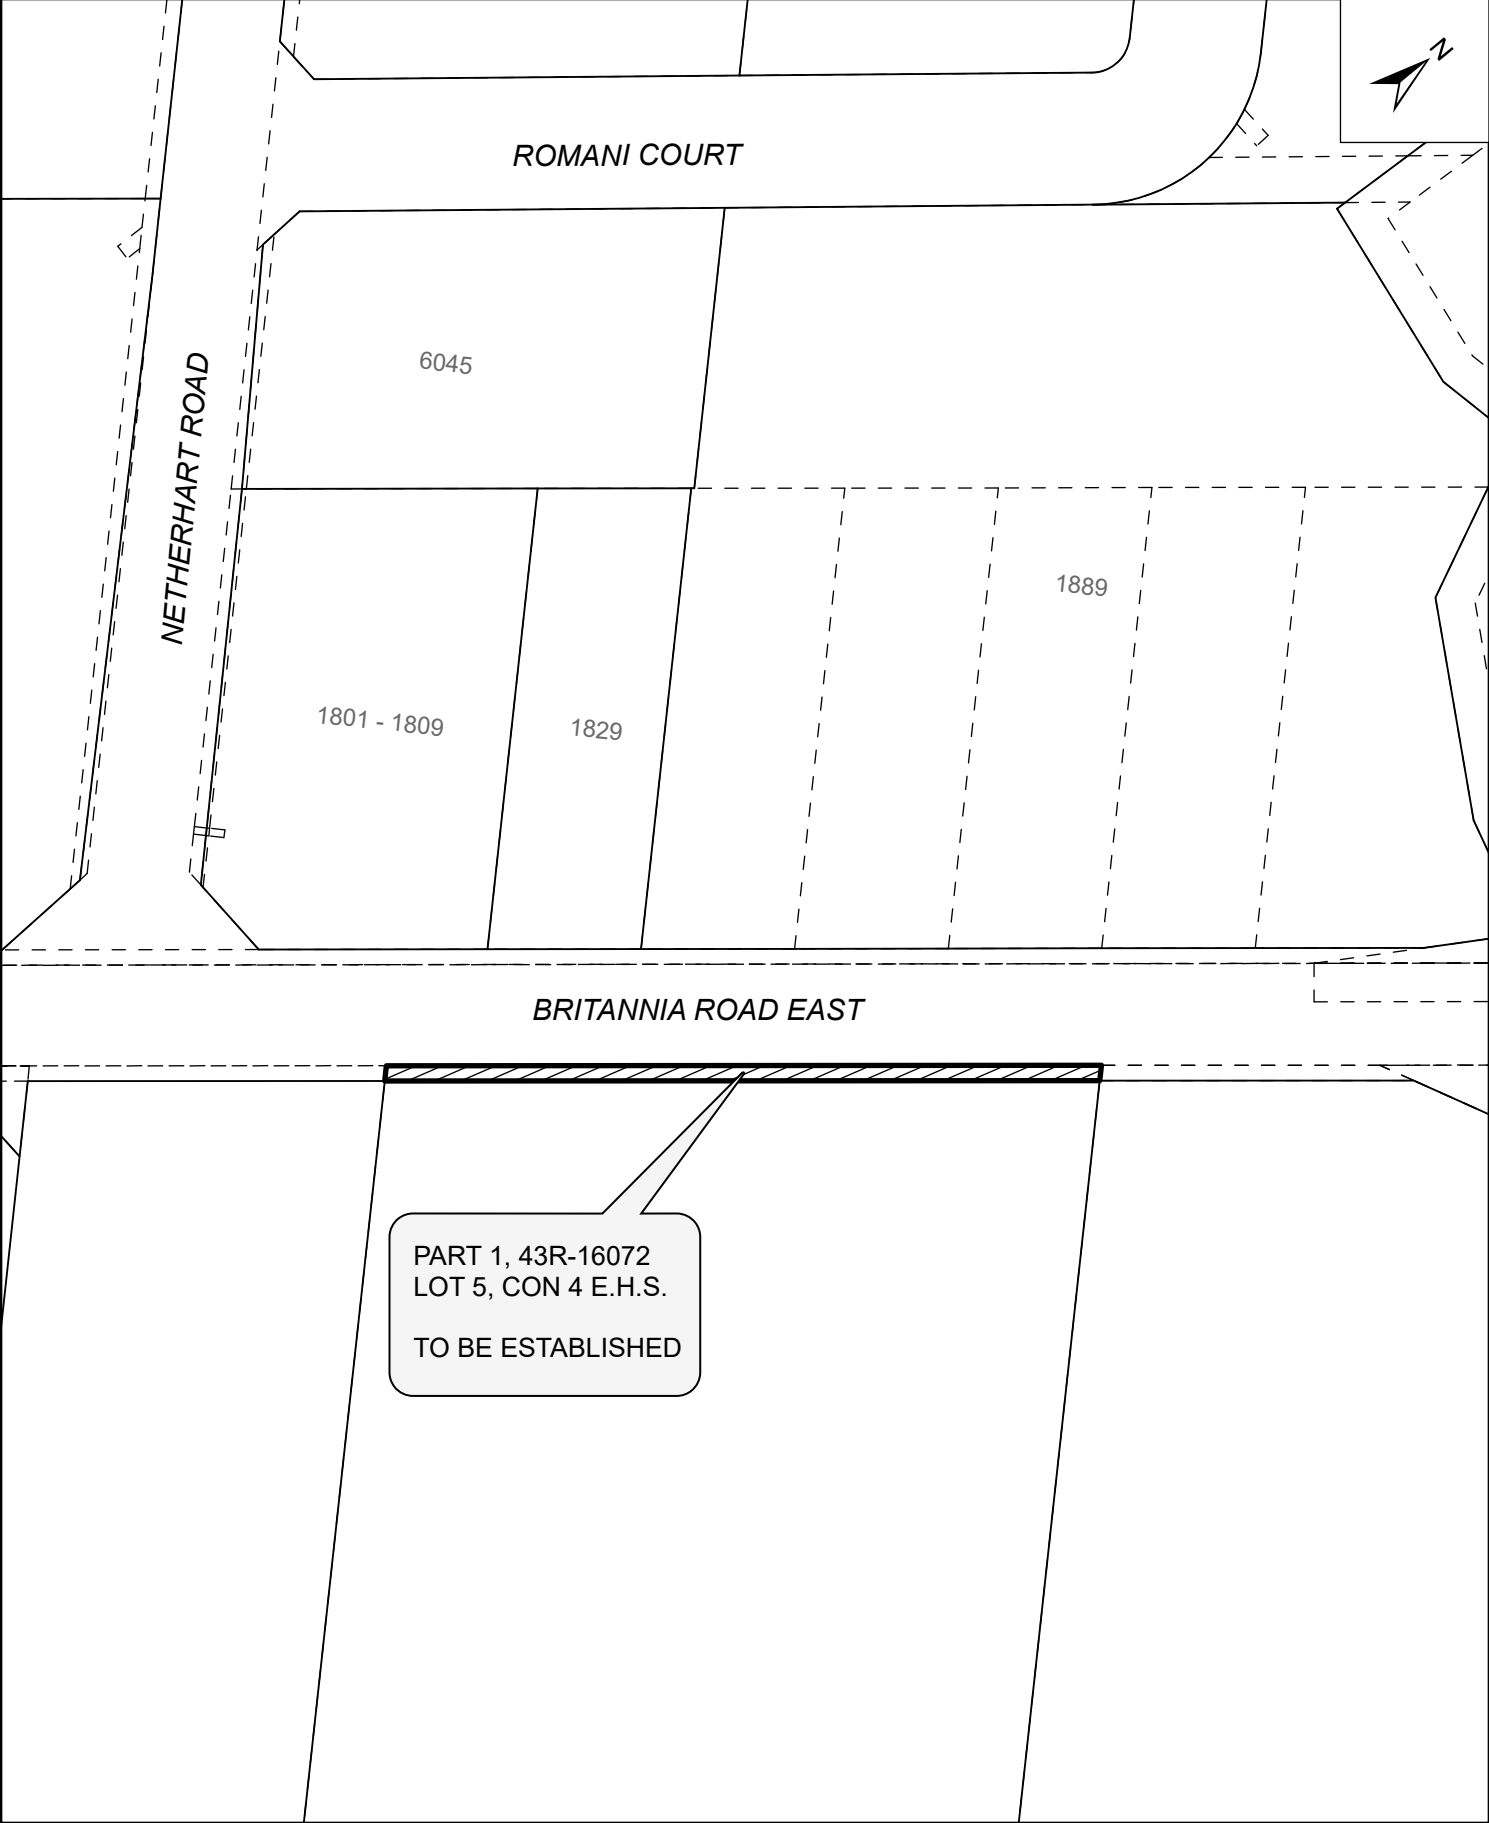 N
ROMANI COURT
6045
NETHERHART ROAD
1889
1801 - 1809
1829
BRITANNIA ROAD EAST
PART 1, 43R-16072
LOT 5, CON 4 E.H.S.
TO BE ESTABLISHED